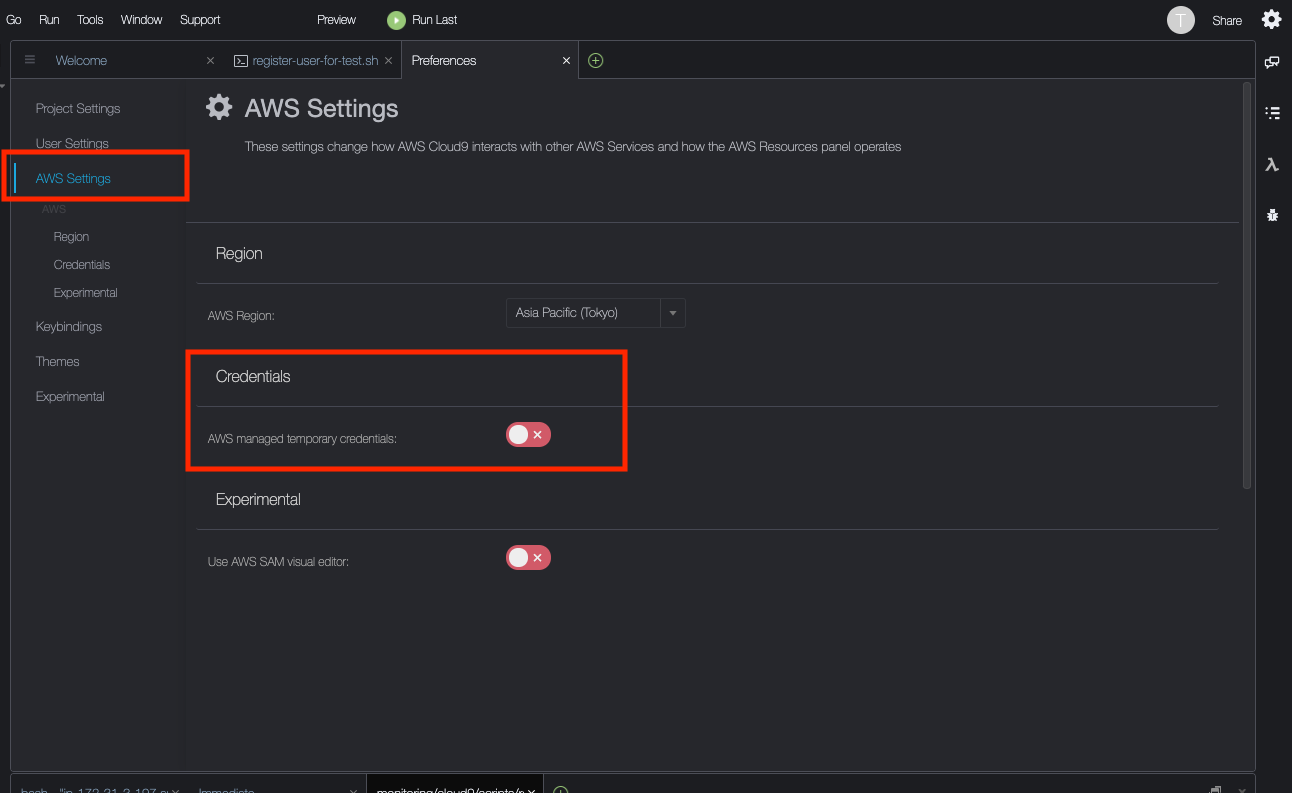 Go Run Tools Window Support Preview Run Last T Share
Welcome register-user-for-test.sh Preferences
Project Settings
User Settings
AWS Settings
AWS
Region
Credentials
Experimental
Keybindings
Themes
Experimental
AWS Settings
These settings change how AWS Cloud9 interacts with other AWS Services and how the AWS Resources panel operates
Region
AWS Region: Asia Pacific (Tokyo)
Credentials
AWS managed temporary credentials:
Experimental
Use AWS SAM visual editor:
bash - "ip-172-31-3-197 Immediate monitoring/cloud9/scripts/r